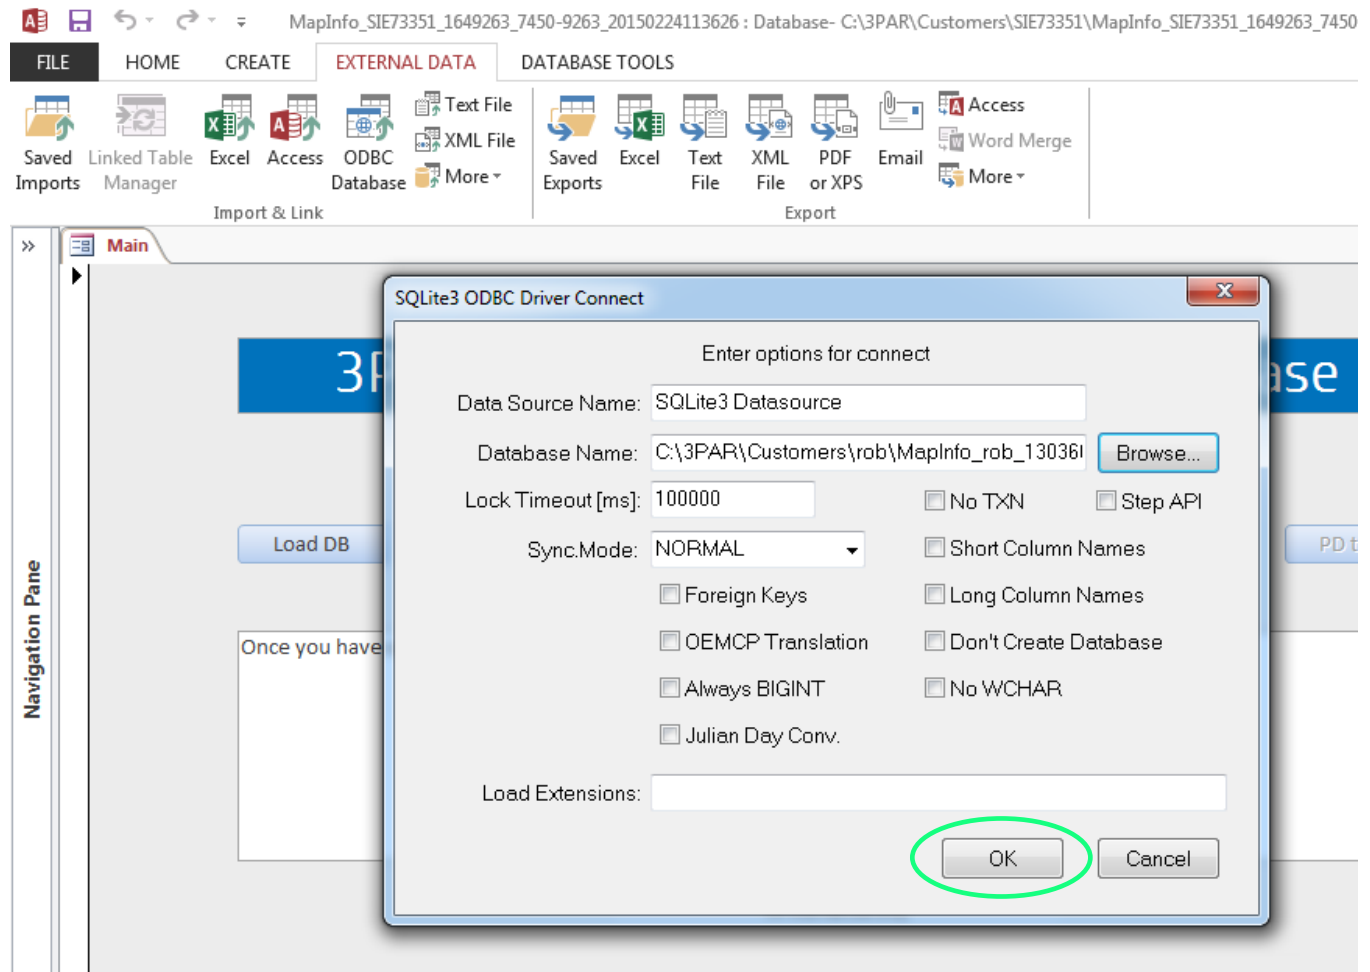 MapInfo_SIE73351_1649263_7450-9263_20150224113626 : Database- C:\3PAR\Customers\SIE73351\MapInfo_SIE73351_1649263_7450
FILE HOME CREATE EXTERNAL DATA DATABASE TOOLS
Saved Imports
Linked Table Manager
Excel
Access
ODBC Database
Text File
XML File
More
Import & Link
Saved Exports
Excel
Text File
XML File
PDF or XPS
Email
Access
Word Merge
More
Export
Main
Navigation Pane
3P
ase
Load DB
PD t
Once you have
SQLite3 ODBC Driver Connect
Enter options for connect
Data Source Name: SQLite3 Datasource
Database Name: C:\3PAR\Customers\rob\MapInfo_rob_13036
Browse...
Lock Timeout [ms]: 100000
No TXN
Step API
Sync.Mode: NORMAL
Short Column Names
Foreign Keys
Long Column Names
OEMCP Translation
Don't Create Database
Always BIGINT
No WCHAR
Julian Day Conv.
Load Extensions:
OK
Cancel